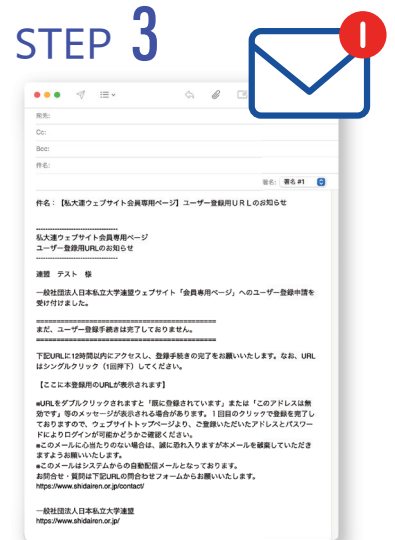 STEP 3
宛先:
Cc:
Bcc:
件名:
署名: 署名 #1
件名：【私大連ウェブサイト会員専用ページ】ユーザー登録用ＵＲＬのお知らせ
--------------------------------
私大連ウェブサイト会員専用ページ
ユーザー登録用URLのお知らせ
--------------------------------
連盟　テスト　様
一般社団法人日本私立大学連盟ウェブサイト「会員専用ページ」へのユーザー登録申請を
受け付けました。
============================================
まだ、ユーザー登録手続きは完了しておりません。
============================================
下記URLに12時間以内にアクセスし、登録手続きの完了をお願いいたします。なお、URL
はシングルクリック（1回押下）してください。
【ここに本登録用のURLが表示されます】
■URLをダブルクリックされますと「既に登録されています」または「このアドレスは無
効です」等のメッセージが表示される場合があります。１回目のクリックで登録を完了し
ておりますので、ウェブサイトトップページより、ご登録いただいたアドレスとパスワー
ドによりログインが可能かどうかご確認ください。
■このメールに心当たりのない場合は、誠に恐れ入りますが本メールを破棄していただき
ますようお願いいたします。
■このメールはシステムからの自動配信メールとなっております。
お問合せ・質問は下記URLの問合わせフォームからお願いいたします。
https://www.shidairen.or.jp/contact/
一般社団法人日本私立大学連盟
https://www.shidairen.or.jp/